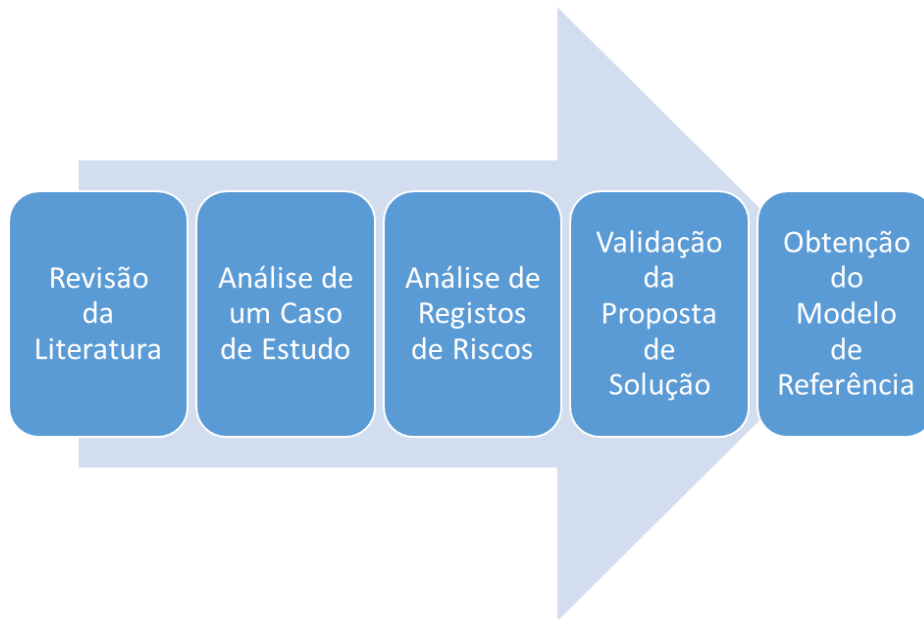 Revisão
da
Literatura
Análise de
um Caso
de Estudo
Análise de
Registos
de Riscos
Validação
da
Proposta
de
Solução
Obtenção
do
Modelo
de
Referência